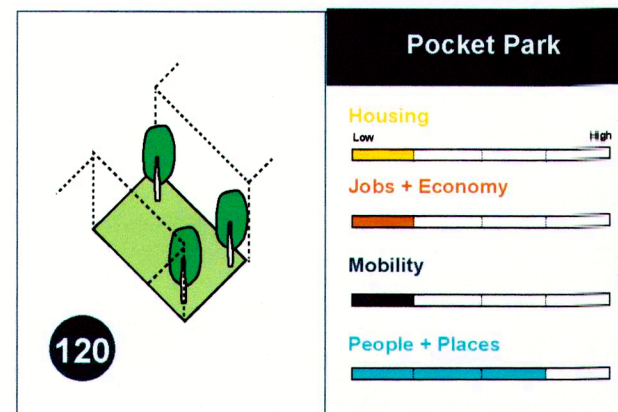 Pocket Park
Housing
Low High
Jobs + Economy
Mobility
People + Places
120